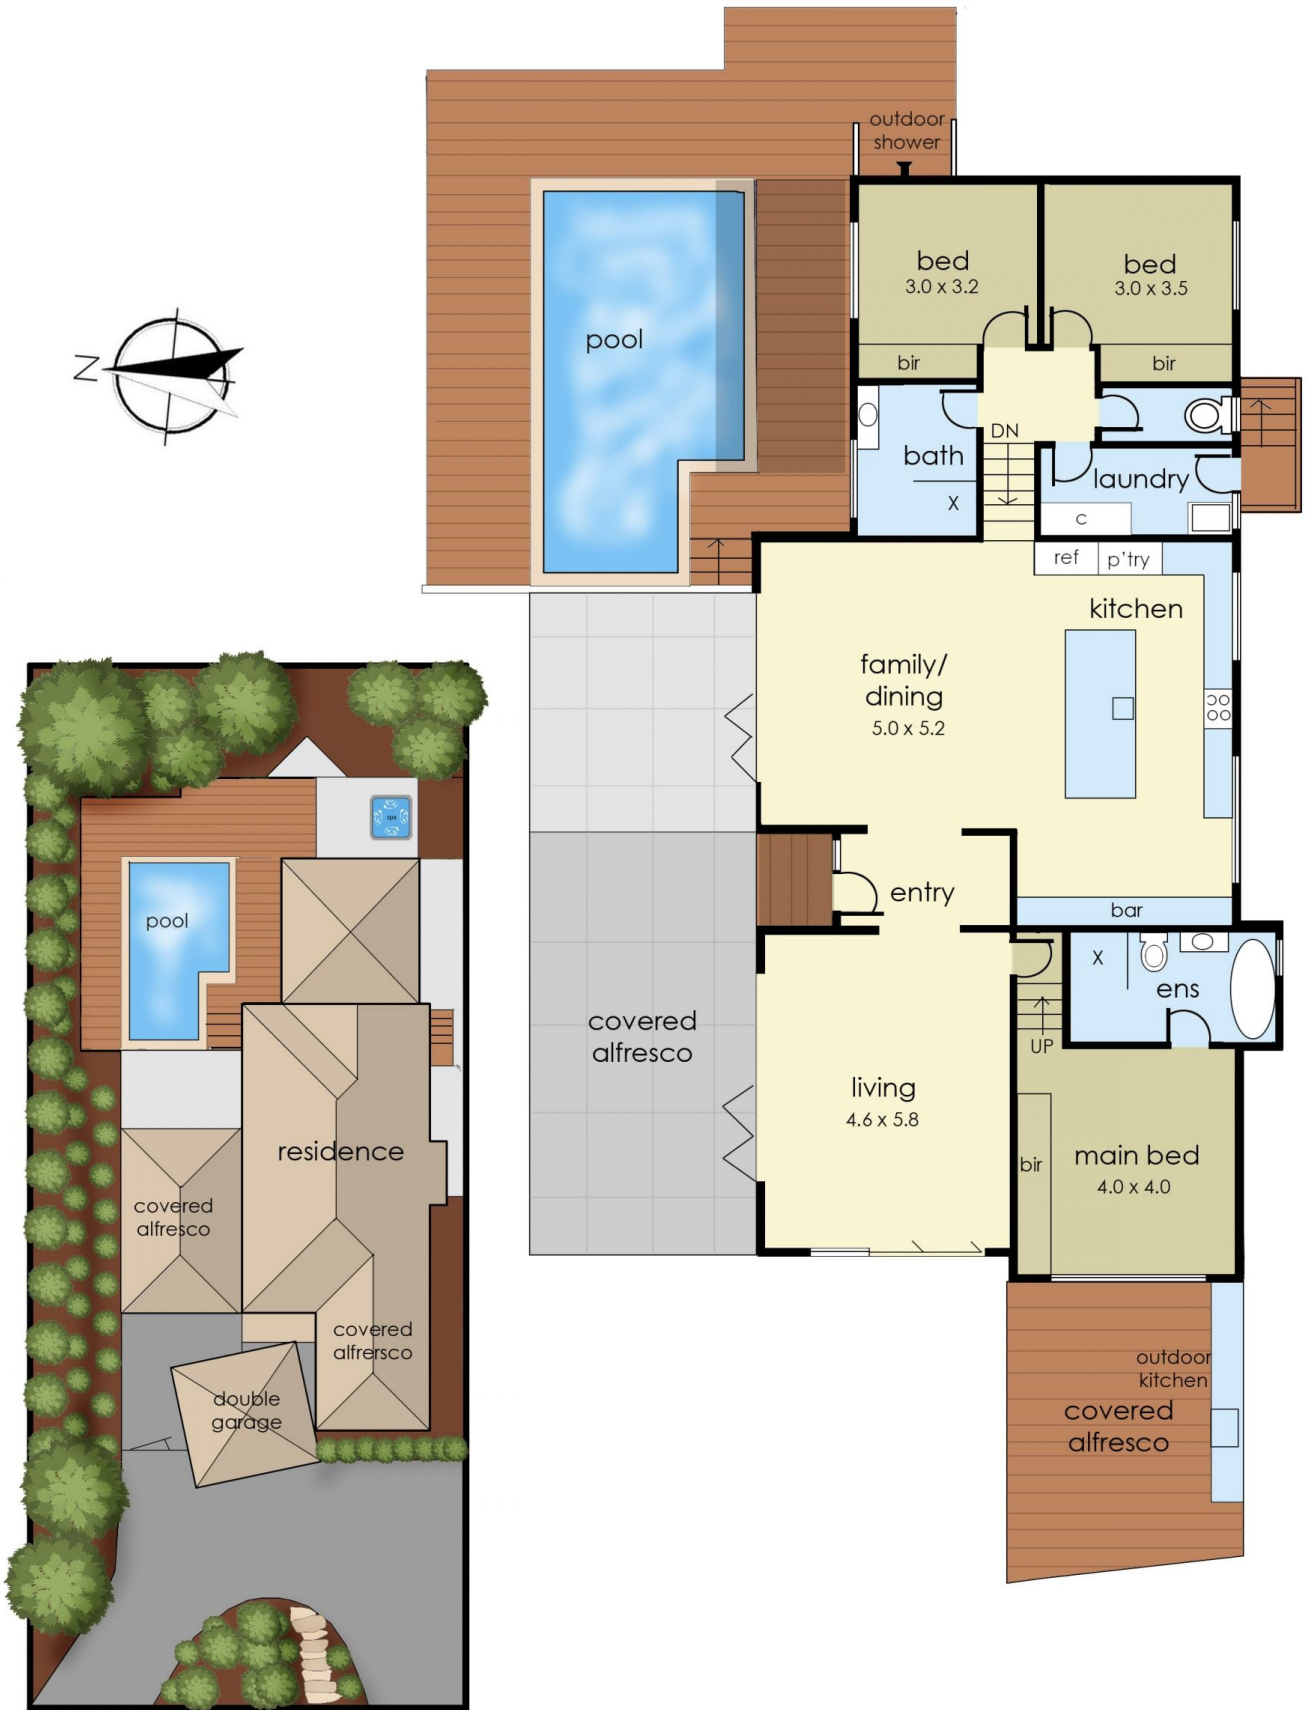 outdoor
shower
bed
3.0 x 3.2
bed
3.0 x 3.5
pool
bir
bir
N
DN
bath
X
laundry
c
ref
p'try
kitchen
family/
dining
5.0 x 5.2
entry
bar
X
ens
covered
alfresco
UP
living
4.6 x 5.8
bir
main bed
4.0 x 4.0
outdoor
kitchen
covered
alfresco
spa
pool
residence
covered
alfresco
covered
alfrersco
double
garage